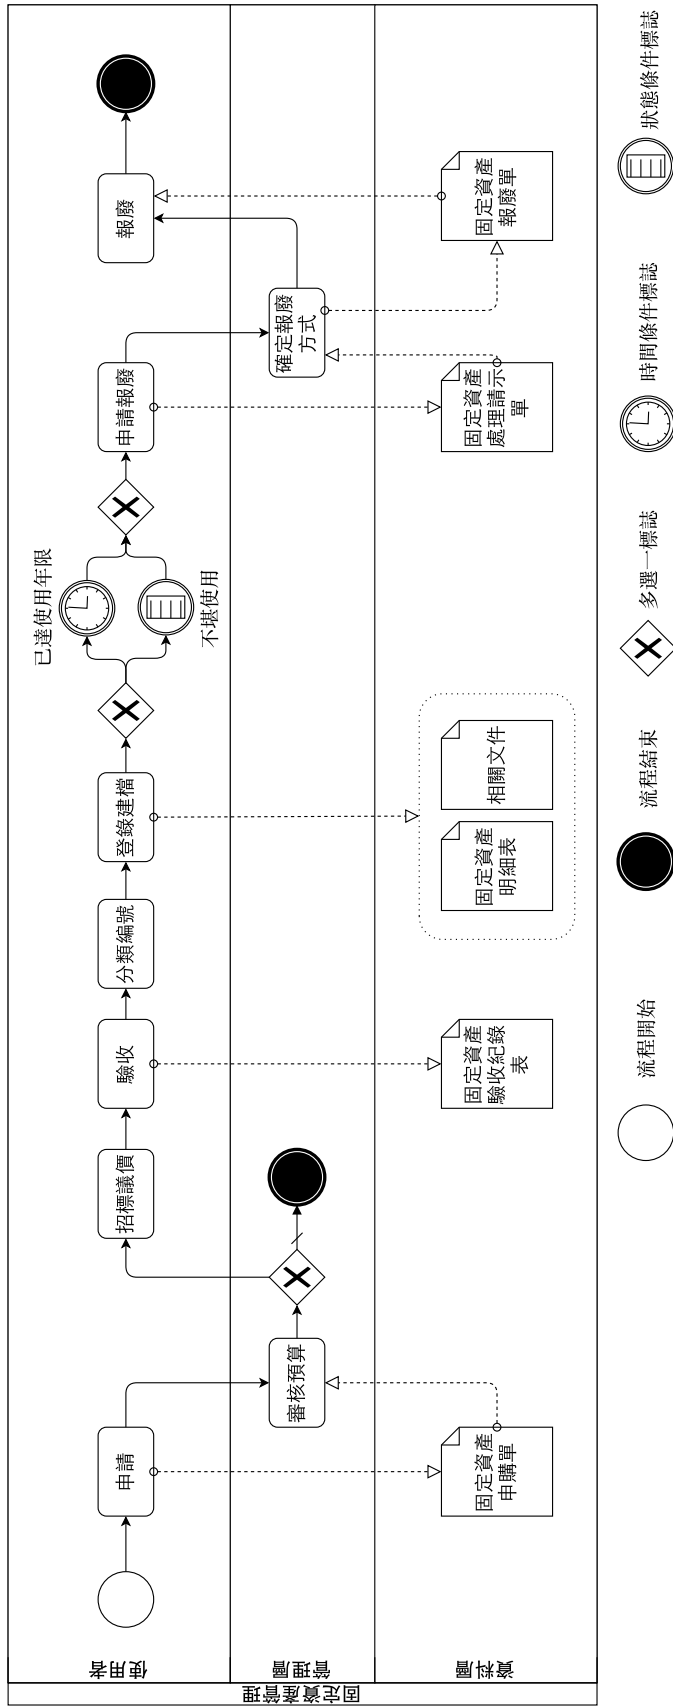 固定資產管理
使用者
管理層
資料層
申請
審核預算
固定資產
申購單
招標議價
驗收
固定資產
驗收紀錄
表
分類編號
登錄建檔
固定資產
明細表
相關文件
已達使用年限
不堪使用
申請報廢
固定資產
處理請示
單
確定報廢
方式
報廢
固定資產
報廢單
流程開始
流程結束
多選一標誌
時間條件標誌
狀態條件標誌